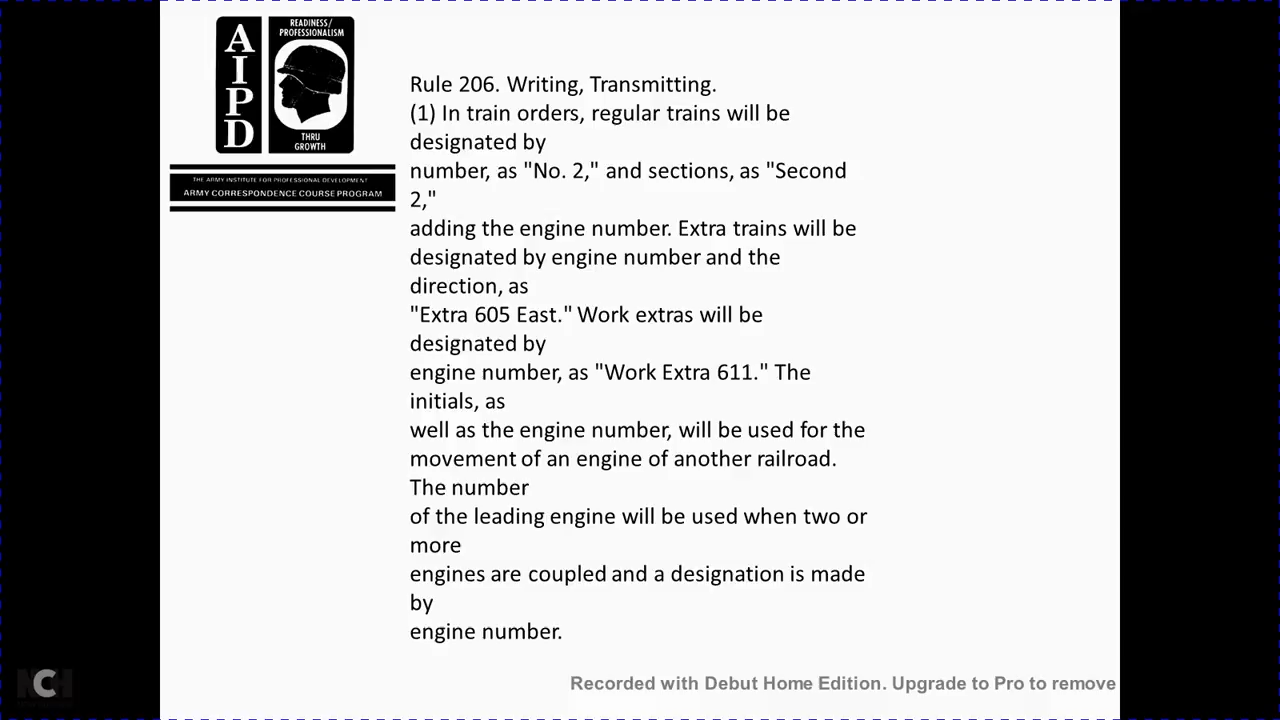 AIPD
READINESS/
PROFESSIONALISM
THRU
GROWTH
THE ARMY INSTITUTE FOR PROFESSIONAL DEVELOPMENT
ARMY CORRESPONDENCE COURSE PROGRAM
Rule 206. Writing, Transmitting.
(1) In train orders, regular trains will be
designated by
number, as "No. 2," and sections, as "Second
2,"
adding the engine number. Extra trains will be
designated by engine number and the
direction, as
"Extra 605 East." Work extras will be
designated by
engine number, as "Work Extra 611." The
initials, as
well as the engine number, will be used for the
movement of an engine of another railroad.
The number
of the leading engine will be used when two or
more
engines are coupled and a designation is made
by
engine number.
NCH
Recorded with Debut Home Edition. Upgrade to Pro to remove